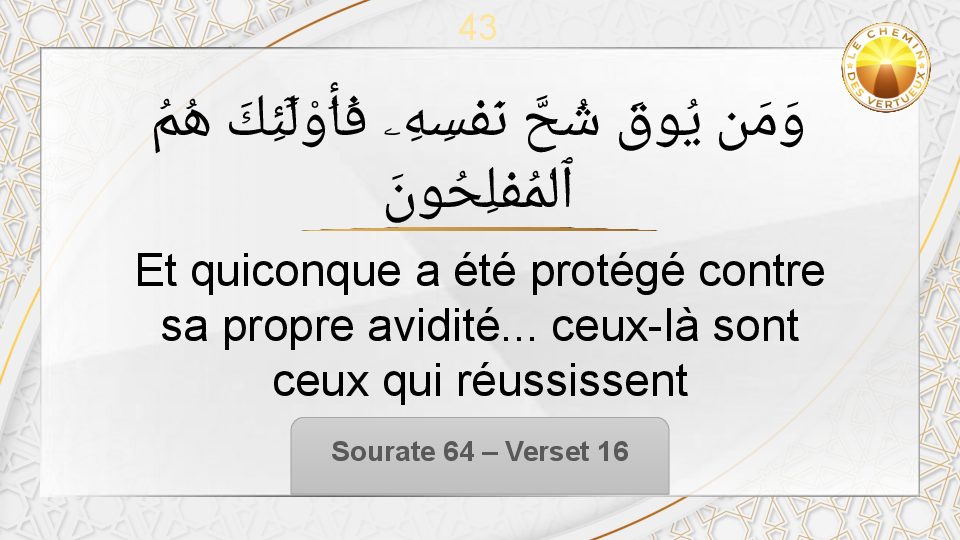 43
LE CHEMIN
DES VERTUEUX
وَمَن يُوقَ شُحَّ نَفْسِهِۦ فَأُوْلَٰٓئِكَ هُمُ
ٱلْمُفْلِحُونَ
Et quiconque a été protégé contre
sa propre avidité... ceux-là sont
ceux qui réussissent
Sourate 64 – Verset 16